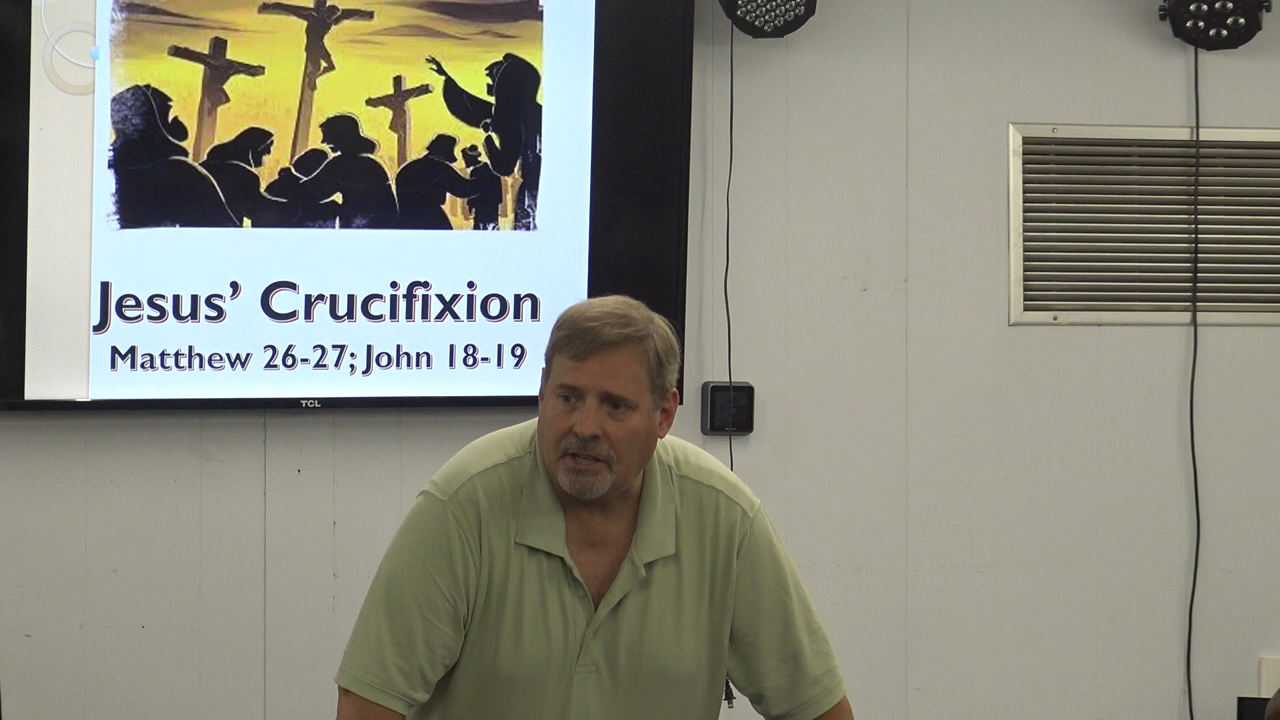 Jesus’ Crucifixion
Matthew 26-27; John 18-19
TCL